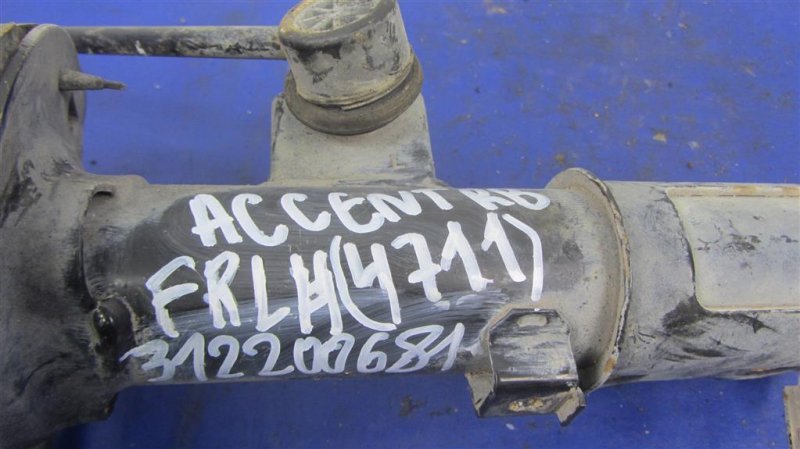 ACCENT RB
FRLH(4711)
312200681